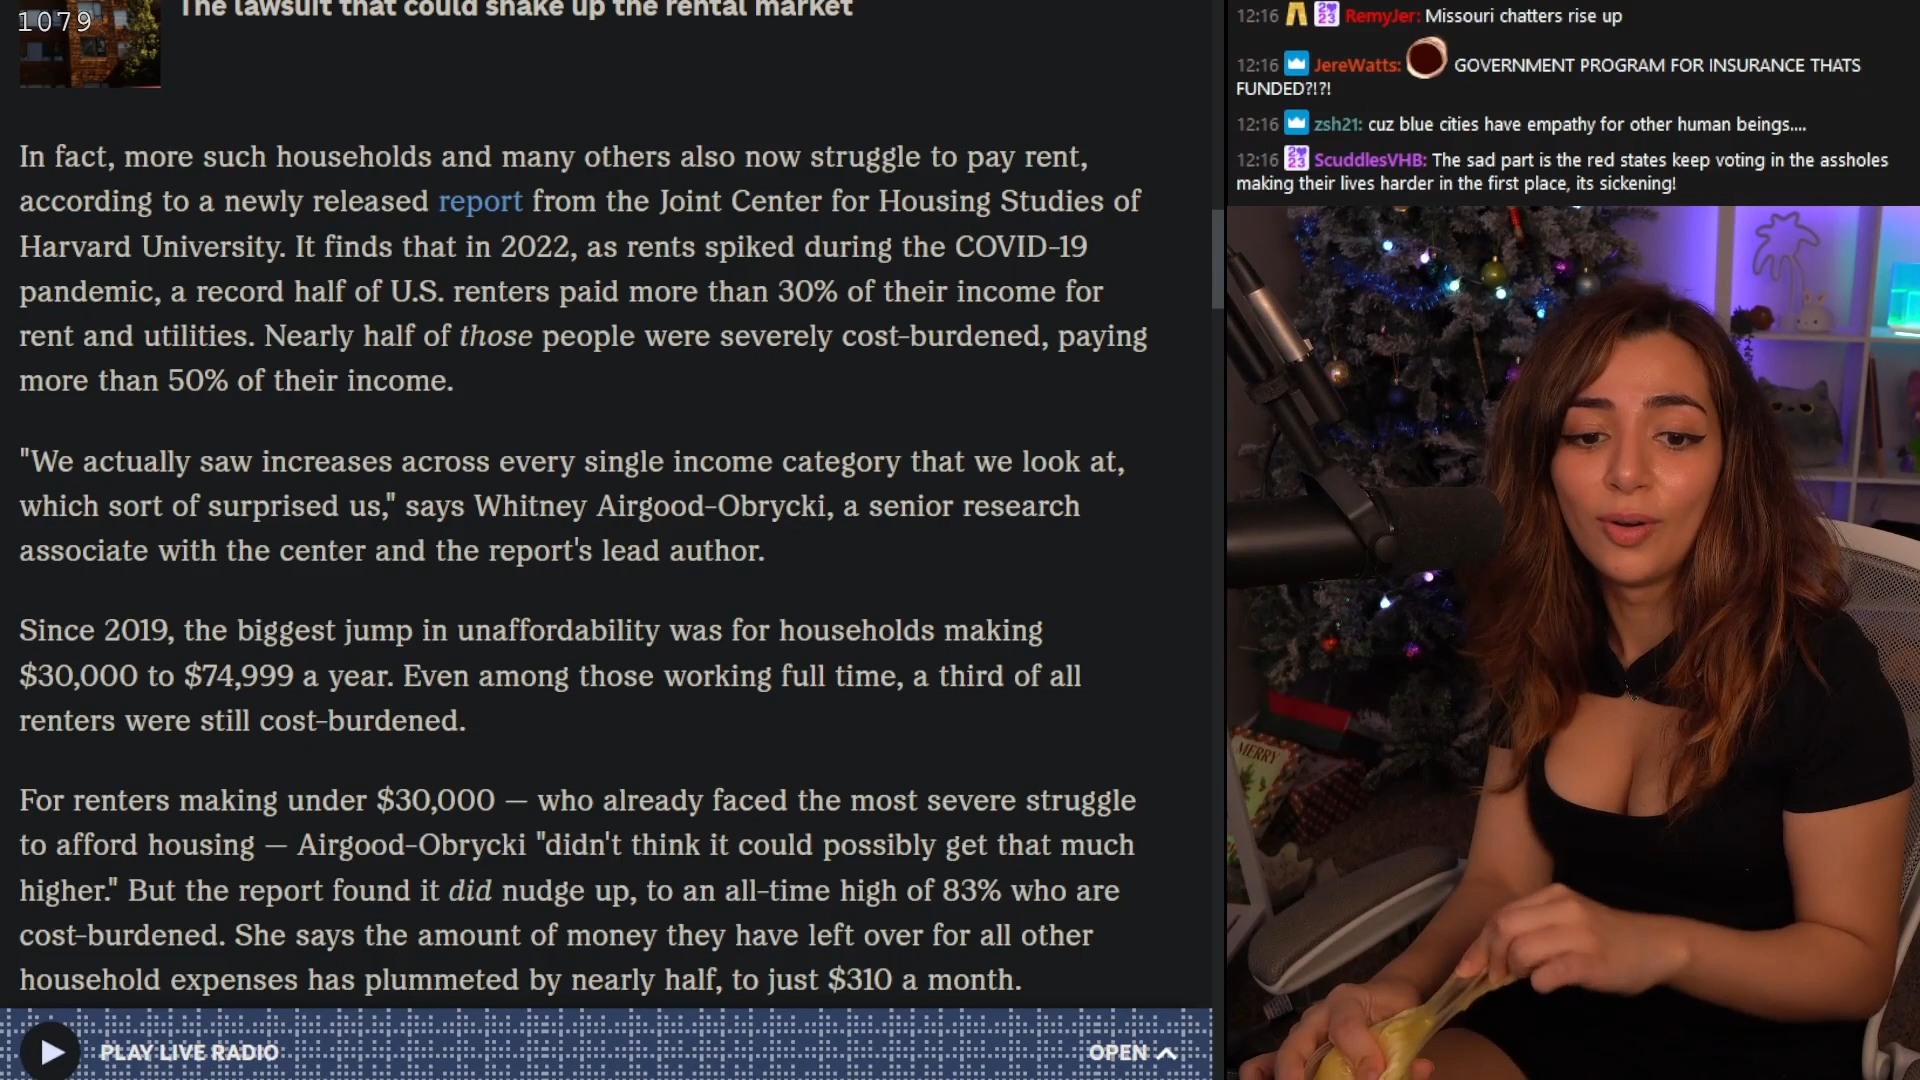 The lawsuit that could shake up the rental market
1079
In fact, more such households and many others also now struggle to pay rent,
according to a newly released report from the Joint Center for Housing Studies of
Harvard University. It finds that in 2022, as rents spiked during the COVID-19
pandemic, a record half of U.S. renters paid more than 30% of their income for
rent and utilities. Nearly half of those people were severely cost-burdened, paying
more than 50% of their income.
"We actually saw increases across every single income category that we look at,
which sort of surprised us," says Whitney Airgood-Obrycki, a senior research
associate with the center and the report's lead author.
Since 2019, the biggest jump in unaffordability was for households making
$30,000 to $74,999 a year. Even among those working full time, a third of all
renters were still cost-burdened.
For renters making under $30,000 — who already faced the most severe struggle
to afford housing — Airgood-Obrycki "didn't think it could possibly get that much
higher." But the report found it did nudge up, to an all-time high of 83% who are
cost-burdened. She says the amount of money they have left over for all other
household expenses has plummeted by nearly half, to just $310 a month.
PLAY LIVE RADIO
OPEN
12:16 RemyJer: Missouri chatters rise up
12:16 JereWatts: GOVERNMENT PROGRAM FOR INSURANCE THATS
FUNDED?!?!
12:16 zsh21: cuz blue cities have empathy for other human beings....
12:16 ScuddlesVHB: The sad part is the red states keep voting in the assholes
making their lives harder in the first place, its sickening!
MERRY